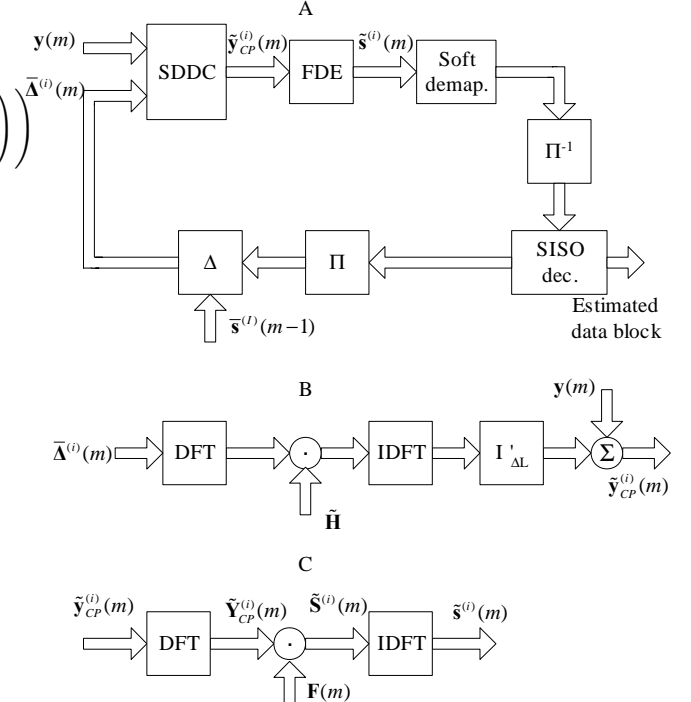 A
y(m)
ỹ_CP^(i)(m)
s̃^(i)(m)
SDDC
FDE
Soft
demap.
Δ̄^(i)(m)
))
Π⁻¹
Δ
Π
SISO
dec.
s̄^(I)(m−1)
Estimated
data block
B
y(m)
Δ̄^(i)(m)
DFT
·
IDFT
I'_ΔL
Σ
H̃
ỹ_CP^(i)(m)
C
ỹ_CP^(i)(m)
Ỹ_CP^(i)(m)
S̃^(i)(m)
s̃^(i)(m)
DFT
·
IDFT
F(m)